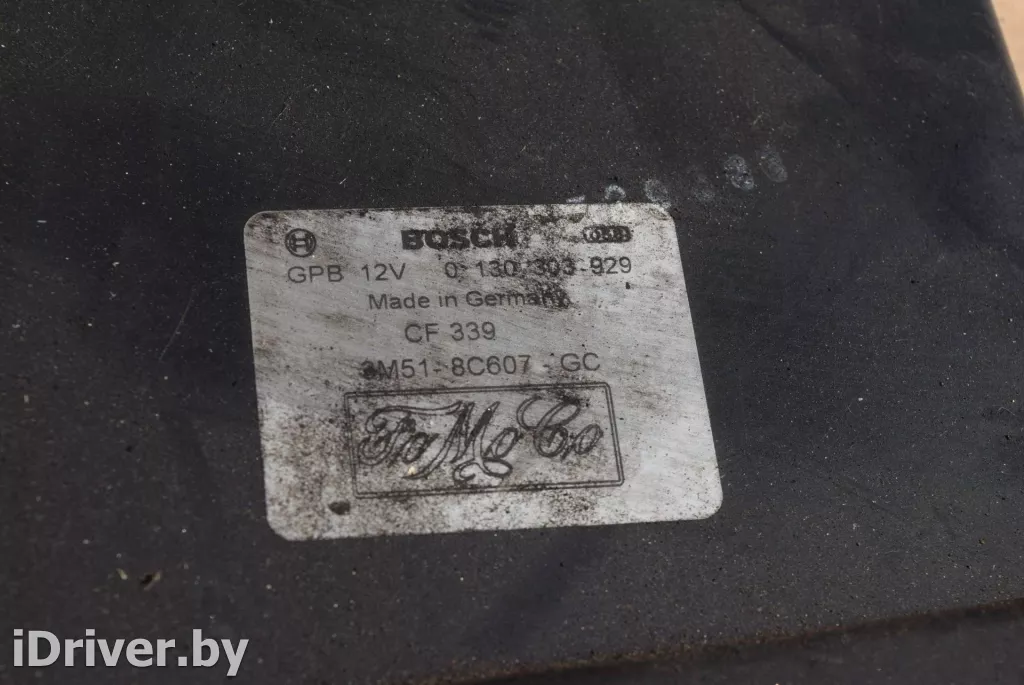 BOSCH
GPB 12V 0 130 303 929
Made in Germany
CF 339
3M51-8C607-GC
FoMoCo
iDriver.by